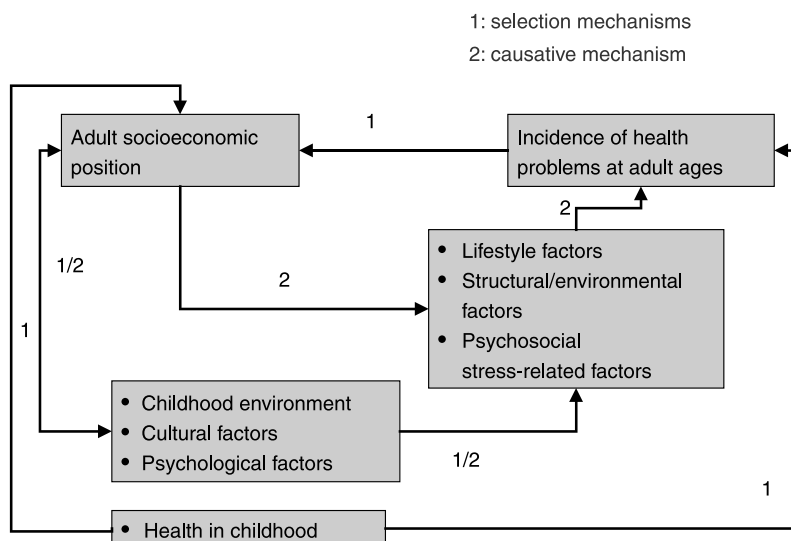 1: selection mechanisms
2: causative mechanism
Adult socioeconomic
position
1
Incidence of health
problems at adult ages
2
1/2
2
1
• Lifestyle factors
• Structural/environmental
factors
• Psychosocial
stress-related factors
• Childhood environment
• Cultural factors
• Psychological factors
1/2
1
• Health in childhood